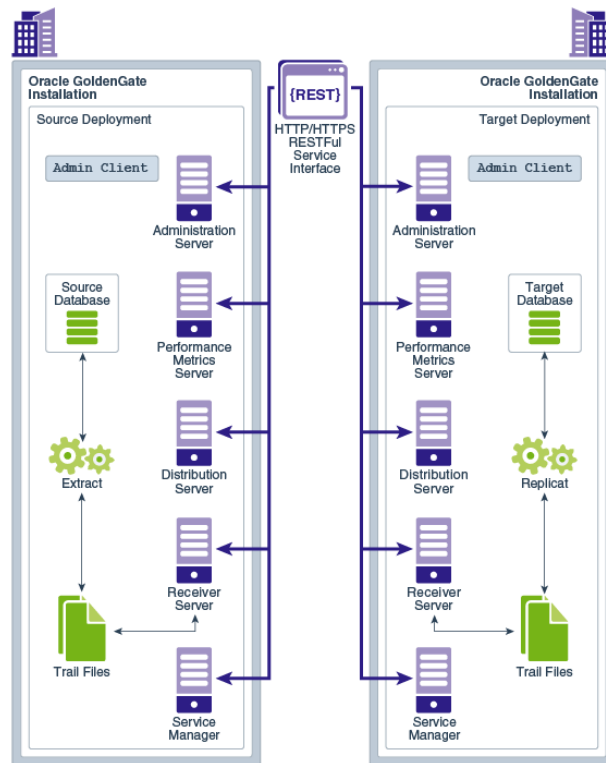 Oracle GoldenGate
Installation
Source Deployment
Admin Client
Administration
Server
Source
Database
Performance
Metrics
Server
Extract
Distribution
Server
Receiver
Server
Trail Files
Service
Manager
{REST}
HTTP/HTTPS
RESTFul
Service
Interface
Oracle GoldenGate
Installation
Target Deployment
Admin Client
Administration
Server
Target
Database
Performance
Metrics
Server
Distribution
Server
Replicat
Receiver
Server
Trail Files
Service
Manager